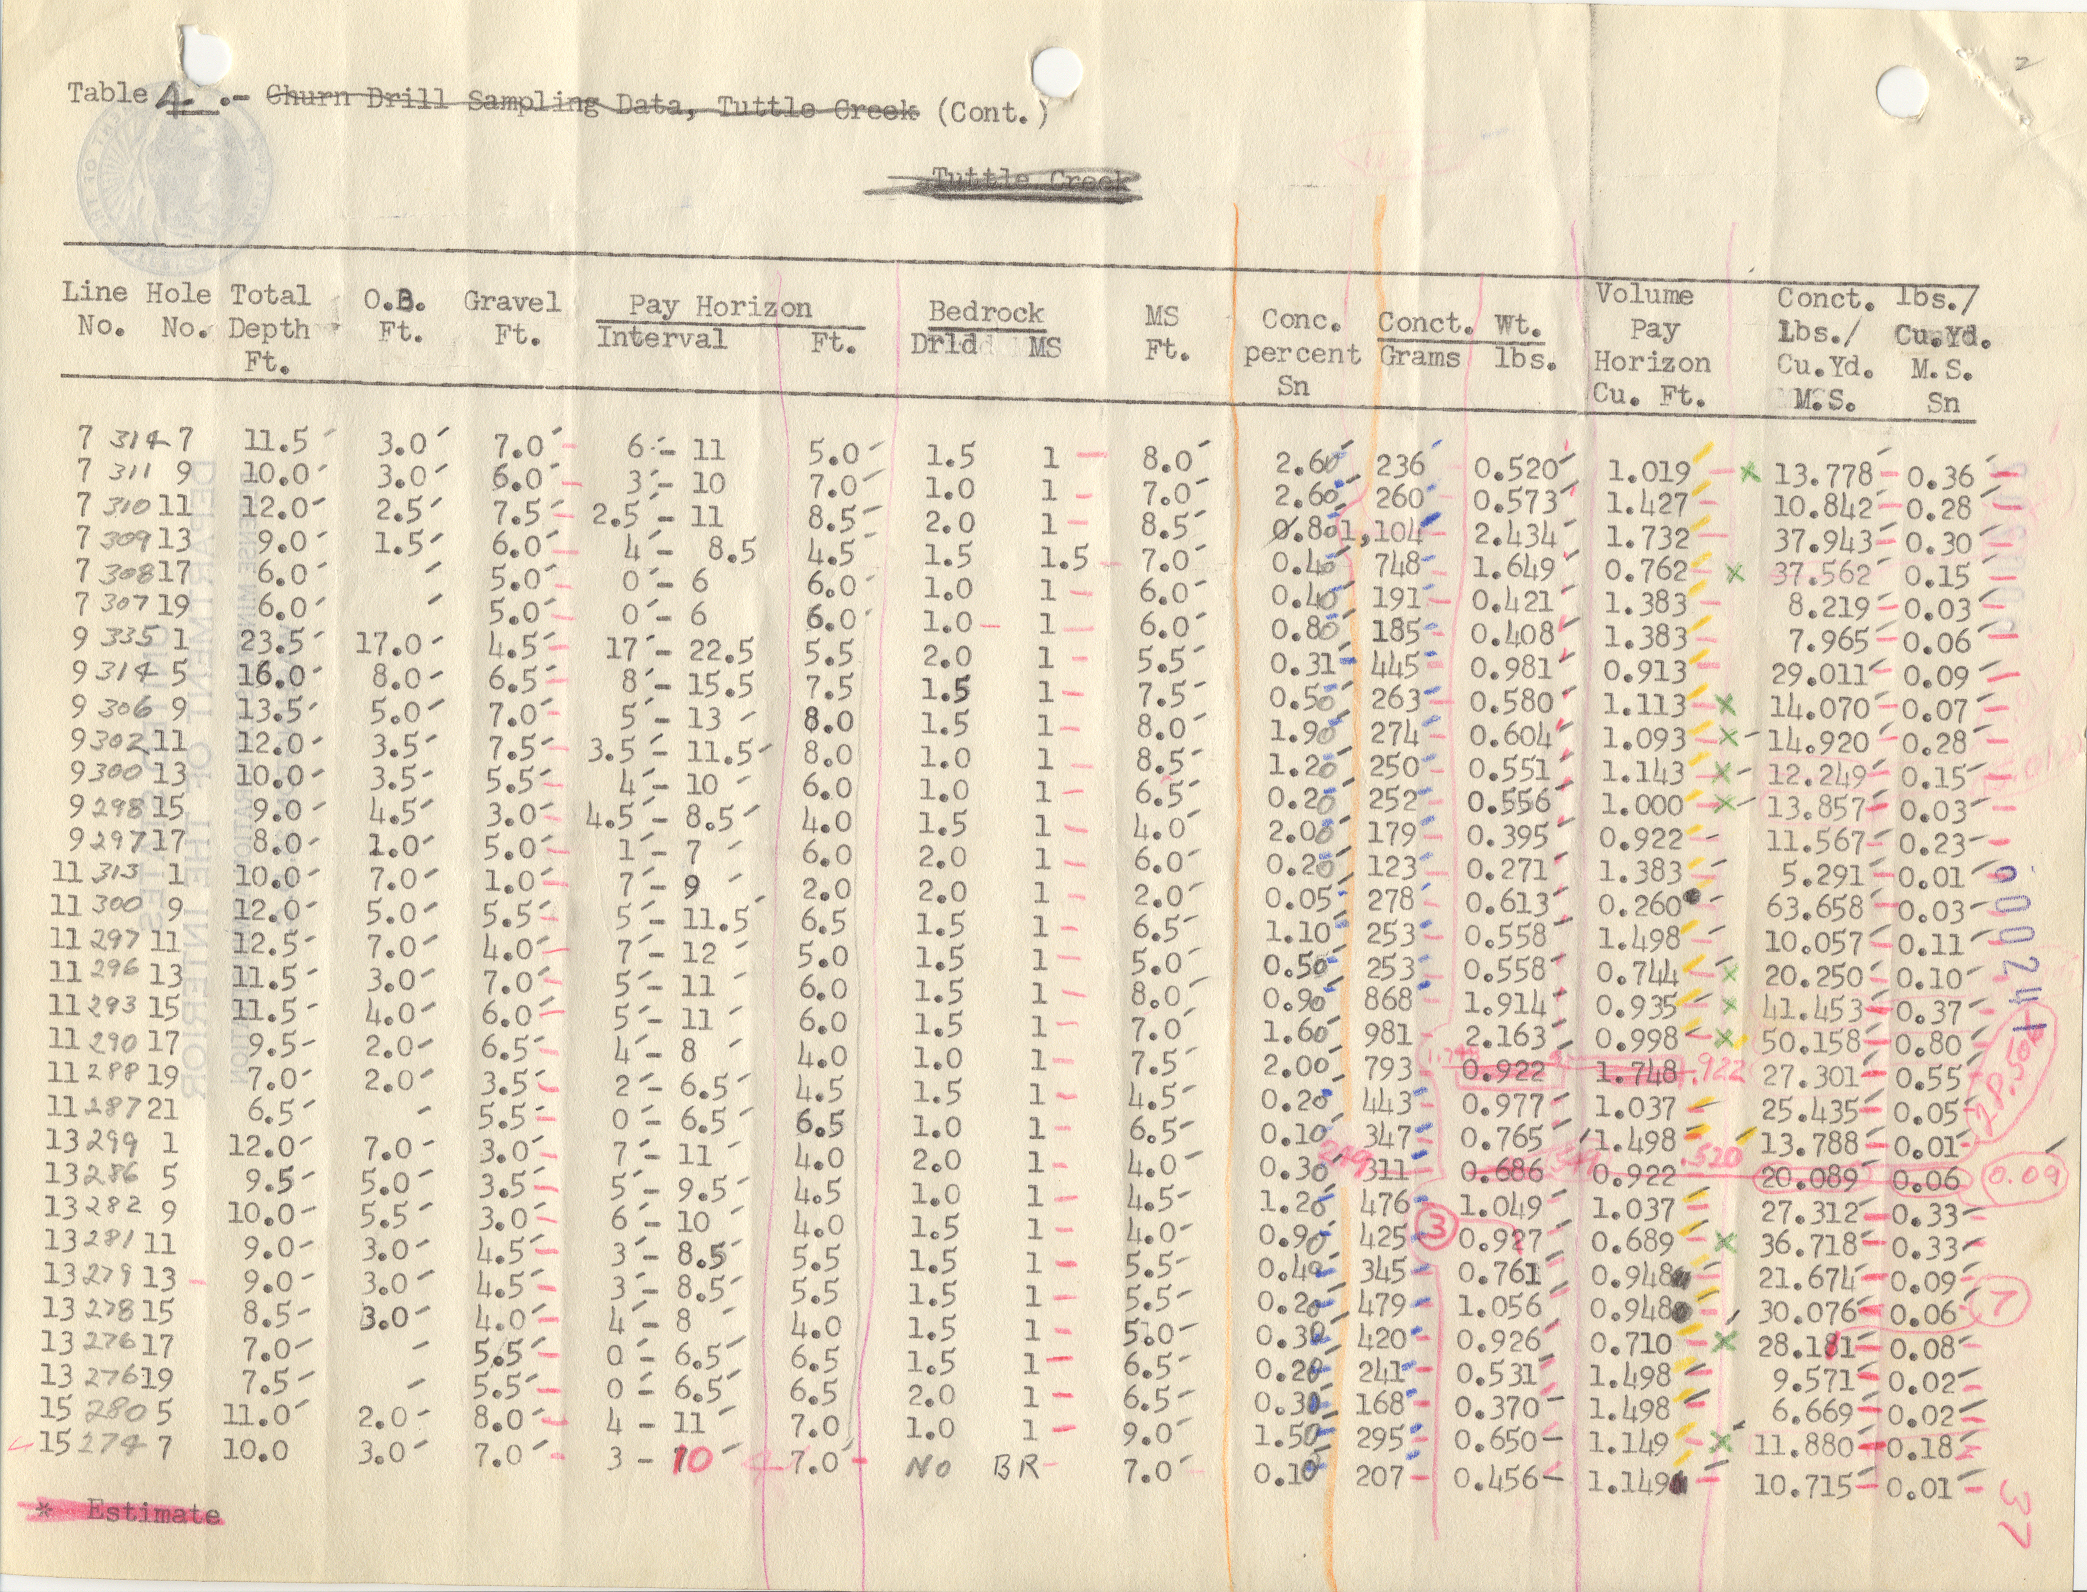 2
Table 4 .- Churn Drill Sampling Data, Tuttle Creek (Cont.)
Tuttle Creek
Line Hole Total O.B. Gravel Pay Horizon Bedrock MS Conc. Conct. Wt. Volume Conct. lbs./
No. No. Depth Ft. Ft. Interval Ft. Drld MS Ft. percent Grams lbs. Pay Lbs./ Cu.Yd.
Ft. Sn Horizon Cu.Yd. M.S.
Cu. Ft. M.S. Sn
7 314 7 11.5 3.0 7.0 6 - 11 5.0 1.5 1 8.0 2.60 236 0.520 1.019 x 13.778 0.36
7 311 9 10.0 3.0 6.0 3 - 10 7.0 1.0 1 7.0 2.60 260 0.573 1.427 10.842 0.28
7 310 11 12.0 2.5 7.5 2.5 - 11 8.5 2.0 1 8.5 0.80 1,104 2.434 1.732 37.943 0.30
7 309 13 9.0 1.5 6.0 4 - 8.5 4.5 1.5 1.5 7.0 0.40 748 1.649 0.762 x 37.562 0.15
7 308 17 6.0 - 5.0 0 - 6 6.0 1.0 1 6.0 0.40 191 0.421 1.383 8.219 0.03
7 307 19 6.0 - 5.0 0 - 6 6.0 1.0 1 6.0 0.80 185 0.408 1.383 7.965 0.06
9 335 1 23.5 17.0 4.5 17 - 22.5 5.5 2.0 1 5.5 0.31 445 0.981 0.913 29.011 0.09
9 314 5 16.0 8.0 6.5 8 - 15.5 7.5 1.5 1 7.5 0.50 263 0.580 1.113 x 14.070 0.07
9 306 9 13.5 5.0 7.0 5 - 13 8.0 1.5 1 8.0 1.90 274 0.604 1.093 x 14.920 0.28
9 302 11 12.0 3.5 7.5 3.5 - 11.5 8.0 1.0 1 8.5 1.20 250 0.551 1.143 x 12.249 0.15
9 300 13 10.0 3.5 5.5 4 - 10 6.0 1.0 1 6.5 0.20 252 0.556 1.000 x 13.857 0.03
9 298 15 9.0 4.5 3.0 4.5 - 8.5 4.0 1.5 1 4.0 2.00 179 0.395 0.922 11.567 0.23
9 297 17 8.0 1.0 5.0 1 - 7 6.0 2.0 1 6.0 0.20 123 0.271 1.383 5.291 0.01
11 313 1 10.0 7.0 1.0 7 - 9 2.0 2.0 1 2.0 0.05 278 0.613 0.260 63.658 0.03
11 300 9 12.0 5.0 5.5 5 - 11.5 6.5 1.5 1 6.5 1.10 253 0.558 1.498 10.057 0.11
11 297 11 12.5 7.0 4.0 7 - 12 5.0 1.5 1 5.0 0.50 253 0.558 0.744 x 20.250 0.10
11 296 13 11.5 3.0 7.0 5 - 11 6.0 1.5 1 8.0 0.90 868 1.914 0.935 x 41.453 0.37
11 293 15 11.5 4.0 6.0 5 - 11 6.0 1.5 1 7.0 1.60 981 2.163 0.998 x 50.158 0.80
11 290 17 9.5 2.0 6.5 4 - 8 4.0 1.0 1 7.5 2.00 793 1.748 0.922 1.748 .922 27.301 0.55
11 288 19 7.0 2.0 3.5 2 - 6.5 4.5 1.5 1 4.5 0.20 443 0.977 1.037 25.435 0.05 28.50
11 287 21 6.5 - 5.5 0 - 6.5 6.5 1.0 1 6.5 0.10 347 0.765 1.498 13.788 0.01
13 299 1 12.0 7.0 3.0 7 - 11 4.0 2.0 1 4.0 0.30 249 311 0.686 .549 0.922 .520 20.089 0.06 0.09
13 286 5 9.5 5.0 3.5 5 - 9.5 4.5 1.0 1 4.5 1.20 476 1.049 1.037 27.312 0.33
13 282 9 10.0 5.5 3.0 6 - 10 4.0 1.5 1 4.0 0.90 425 3 0.927 0.689 x 36.718 0.33
13 281 11 9.0 3.0 4.5 3 - 8.5 5.5 1.5 1 5.5 0.40 345 0.761 0.948 21.674 0.09
13 279 13 9.0 3.0 4.5 3 - 8.5 5.5 1.5 1 5.5 0.20 479 1.056 0.948 30.076 0.06 7
13 278 15 8.5 3.0 4.0 4 - 8 4.0 1.5 1 5.0 0.30 420 0.926 0.710 x 28.181 0.08
13 276 17 7.0 - 5.5 0 - 6.5 6.5 1.5 1 6.5 0.20 241 0.531 1.498 9.571 0.02
13 276 19 7.5 - 5.5 0 - 6.5 6.5 2.0 1 6.5 0.30 168 0.370 1.498 6.669 0.02
15 280 5 11.0 2.0 8.0 4 - 11 7.0 1.0 1 9.0 1.50 295 0.650 1.149 x 11.880 0.18
15 274 7 10.0 3.0 7.0 3 - 10 7.0 No BR 7.0 0.10 207 0.456 1.149 10.715 0.01
* Estimate
37
DEPARTMENT OF THE INTERIOR